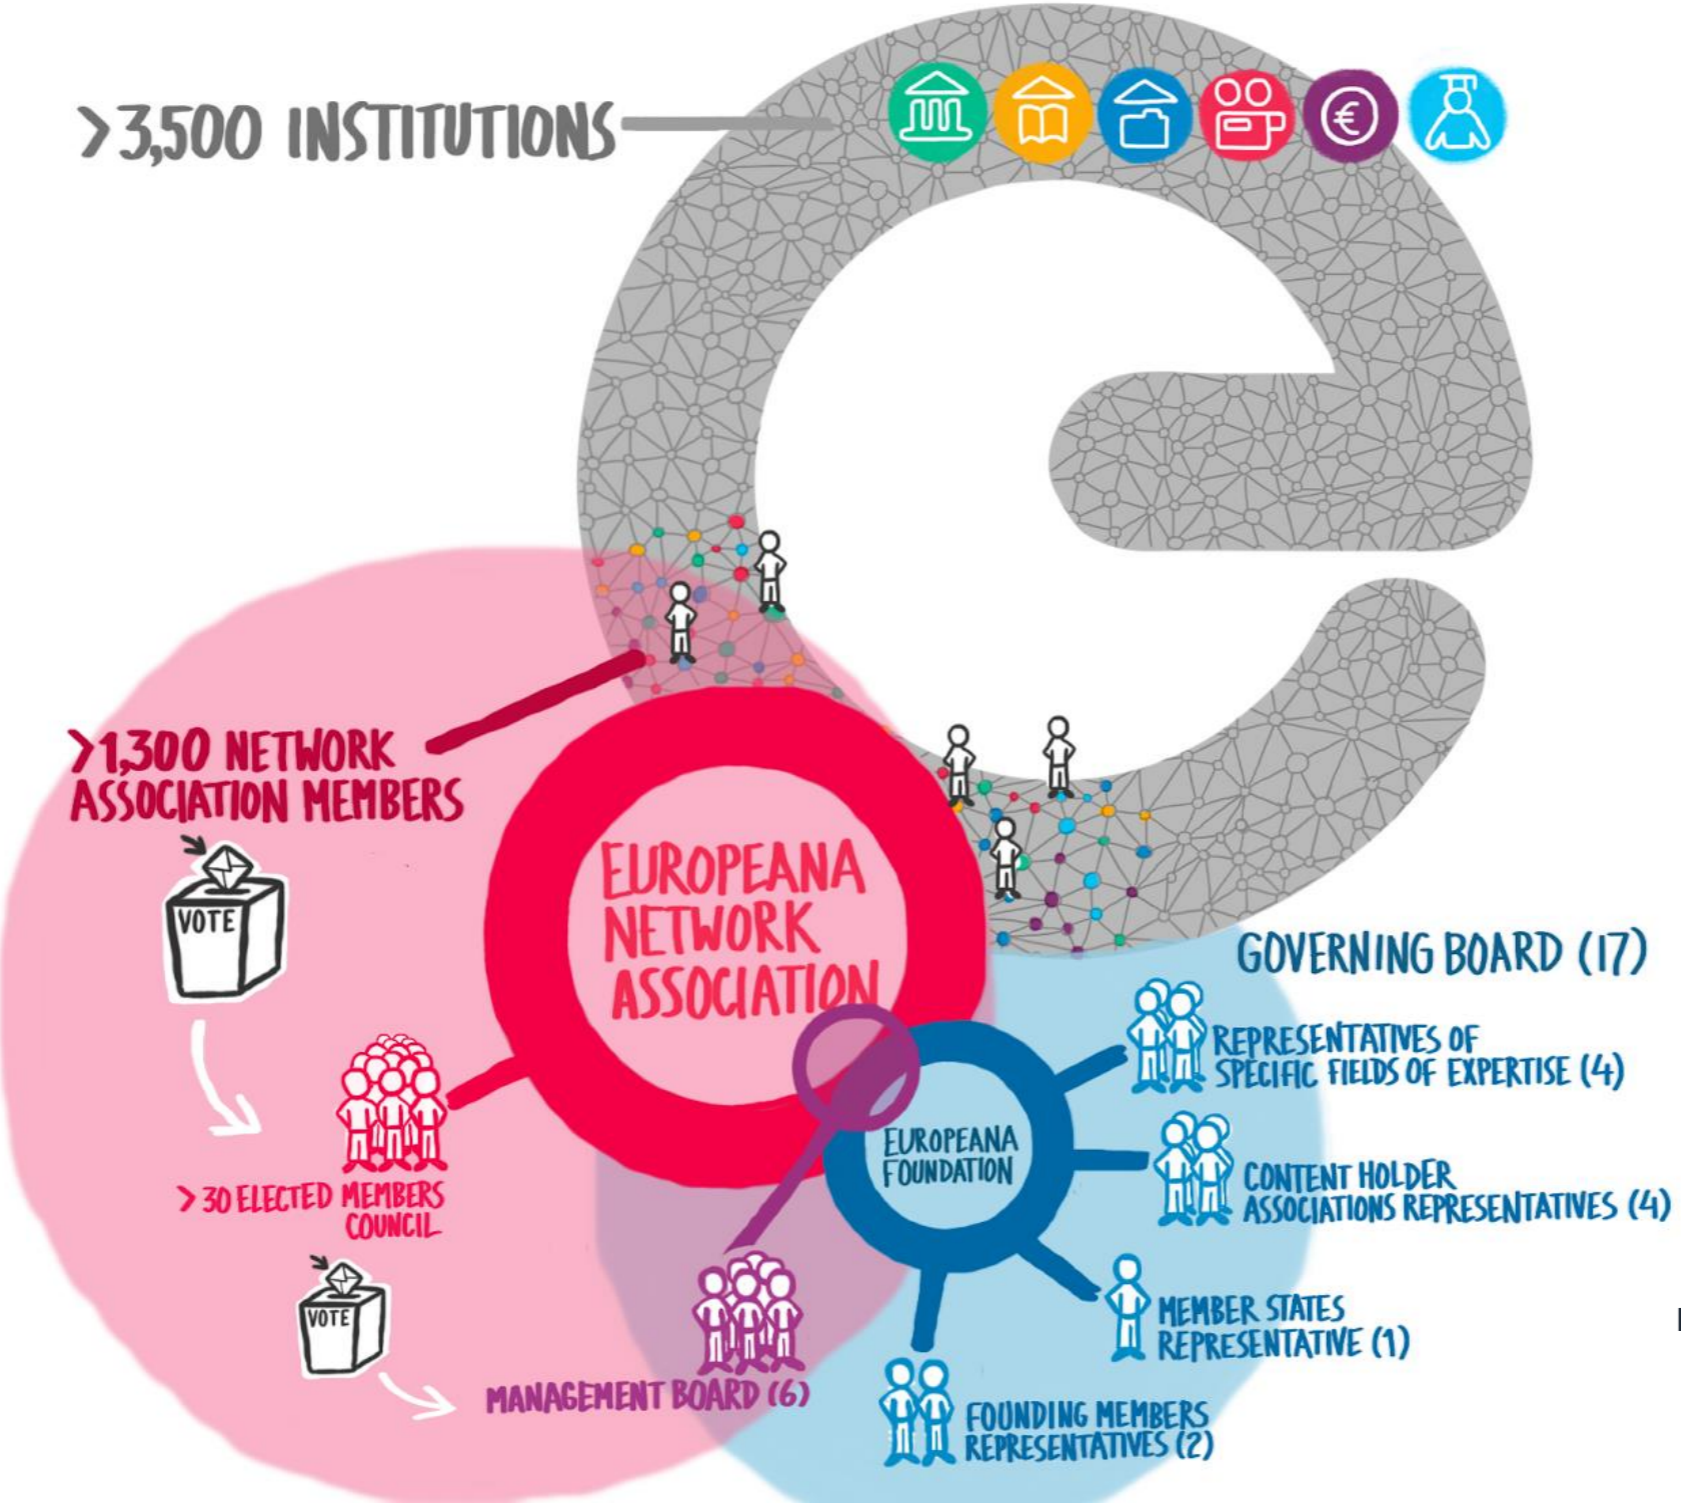 >3,500 INSTITUTIONS
€
>1,300 NETWORK
ASSOCIATION MEMBERS
VOTE
EUROPEANA
NETWORK
ASSOCIATION
>30 ELECTED MEMBERS
COUNCIL
VOTE
MANAGEMENT BOARD (6)
EUROPEANA
FOUNDATION
GOVERNING BOARD (17)
REPRESENTATIVES OF
SPECIFIC FIELDS OF EXPERTISE (4)
CONTENT HOLDER
ASSOCIATIONS REPRESENTATIVES (4)
MEMBER STATES
REPRESENTATIVE (1)
FOUNDING MEMBERS
REPRESENTATIVES (2)